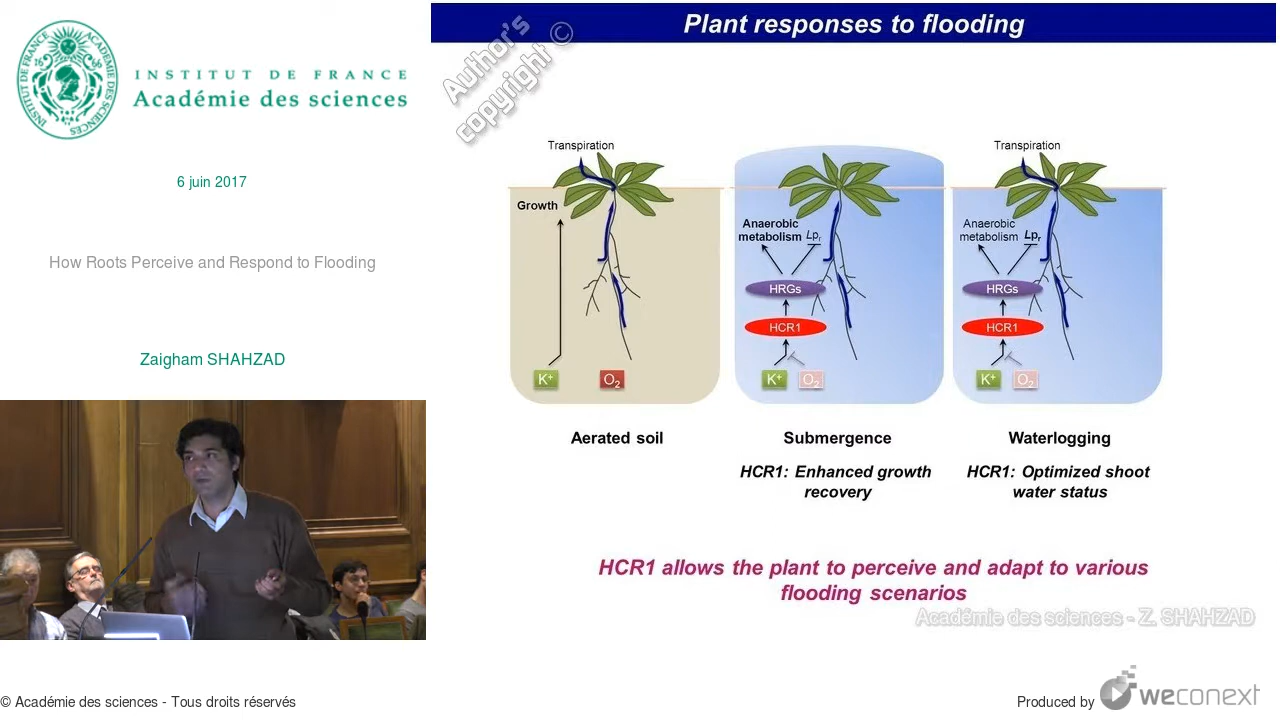 INSTITUT DE FRANCE
Académie des sciences
6 juin 2017
How Roots Perceive and Respond to Flooding
Zaigham SHAHZAD
Plant responses to flooding
Author's
copyright ©
Transpiration
Growth
K+
O2
Aerated soil
Anaerobic
metabolism
Lpr
HRGs
HCR1
K+
O2
Submergence
HCR1: Enhanced growth
recovery
Transpiration
Anaerobic
metabolism
Lpr
HRGs
HCR1
K+
O2
Waterlogging
HCR1: Optimized shoot
water status
HCR1 allows the plant to perceive and adapt to various
flooding scenarios
Académie des sciences - Z. SHAHZAD
© Académie des sciences - Tous droits réservés
Produced by
weconext